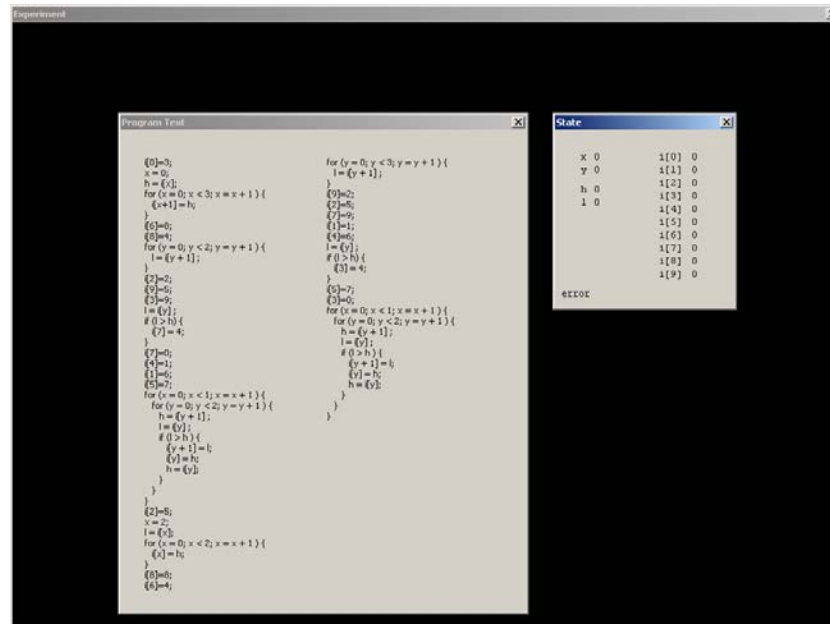 Experiment
Program Text
i[0]=3;
x = 0;
h = i[x];
for (x = 0; x < 3; x = x + 1 ) {
i[x+1] = h;
}
i[6]=0;
i[8]=4;
for (y = 0; y < 2; y = y + 1 ) {
l = i[y + 1] ;
}
i[2]=2;
i[9]=5;
i[3]=9;
l = i[y] ;
if (l > h) {
i[7] = 4;
}
i[7]=0;
i[4]=1;
i[1]=6;
i[5]=7;
for (x = 0; x < 1; x = x + 1 ) {
for (y = 0; y < 2; y = y + 1 ) {
h = i[y + 1] ;
l = i[y] ;
if (l > h ) {
i[y + 1] = l;
i[y] = h;
h = i[y];
}
}
}
i[2]=5;
x = 2;
l = i[x];
for (x = 0; x < 2; x = x + 1 ) {
i[x] = h;
}
i[8]=8;
i[6]=4;
for (y = 0; y < 3; y = y + 1 ) {
l = i[y + 1] ;
}
i[9]=2;
i[2]=5;
i[7]=9;
i[1]=1;
i[4]=6;
l = i[y] ;
if (l > h) {
i[3] = 4;
}
i[5]=7;
i[3]=0;
for (x = 0; x < 1; x = x + 1 ) {
for (y = 0; y < 2; y = y + 1 ) {
h = i[y + 1] ;
l = i[y] ;
if (l > h ) {
i[y + 1] = l;
i[y] = h;
h = i[y];
}
}
}
State
x 0
y 0
h 0
l 0
i[0] 0
i[1] 0
i[2] 0
i[3] 0
i[4] 0
i[5] 0
i[6] 0
i[7] 0
i[8] 0
i[9] 0
error